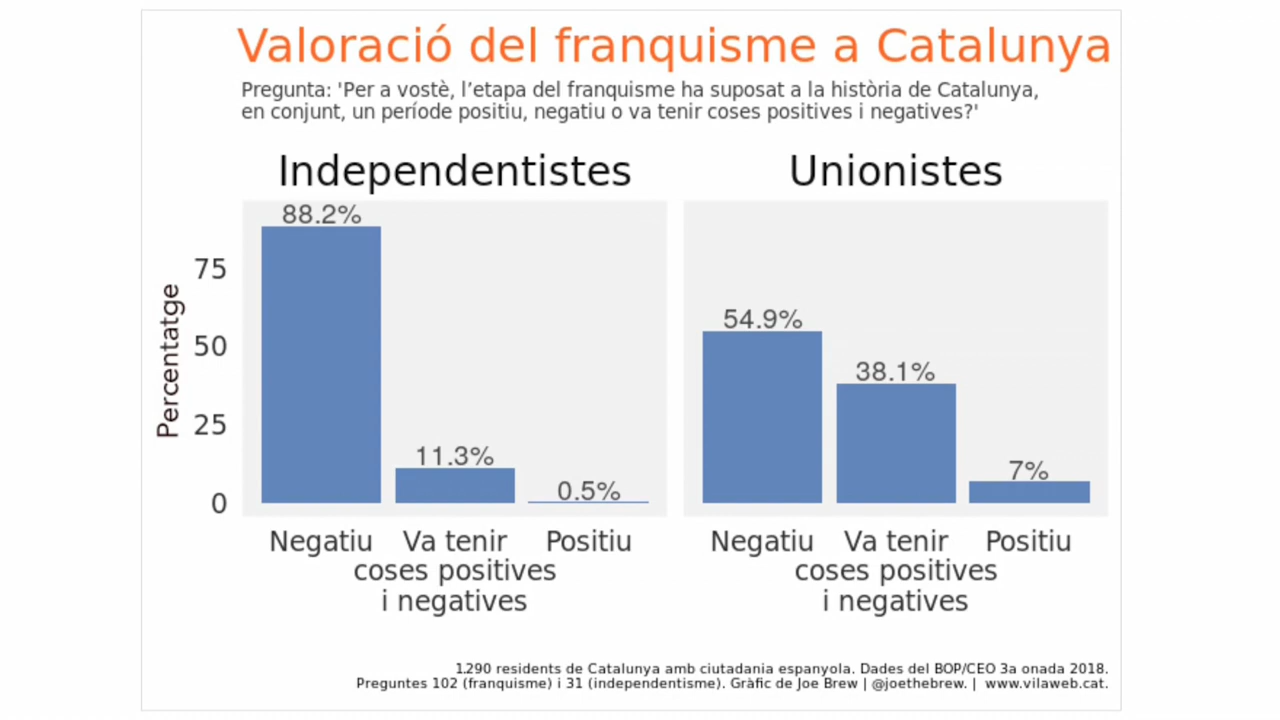 Valoració del franquisme a Catalunya
Pregunta: 'Per a vostè, l’etapa del franquisme ha suposat a la història de Catalunya,
en conjunt, un període positiu, negatiu o va tenir coses positives i negatives?'
Independentistes
Unionistes
Percentatge
75
50
25
0
88.2%
11.3%
0.5%
54.9%
38.1%
7%
Negatiu
Va tenir
coses positives
i negatives
Positiu
Negatiu
Va tenir
coses positives
i negatives
Positiu
1.290 residents de Catalunya amb ciutadania espanyola. Dades del BOP/CEO 3a onada 2018.
Preguntes 102 (franquisme) i 31 (independentisme). Gràfic de Joe Brew | @joethebrew. | www.vilaweb.cat.